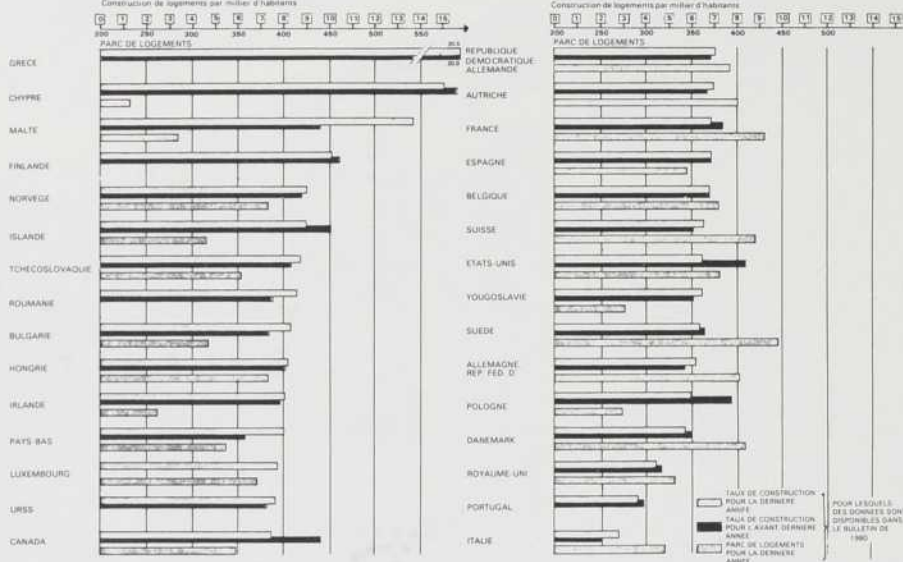 Construction de logements par millier d'habitants
0 1 2 3 4 5 6 7 8 9 10 11 12 13 14 15
200 250 300 350 400 450 500 550
PARC DE LOGEMENTS
20.5
20.0
GRECE
CHYPRE
MALTE
FINLANDE
NORVEGE
ISLANDE
TCHECOSLOVAQUIE
ROUMANIE
BULGARIE
HONGRIE
IRLANDE
PAYS-BAS
LUXEMBOURG
URSS
CANADA
Construction de logements par millier d'habitants
0 1 2 3 4 5 6 7 8 9 10 11 12 13 14 15
200 250 300 350 400 450 500
PARC DE LOGEMENTS
REPUBLIQUE
DEMOCRATIQUE
ALLEMANDE
AUTRICHE
FRANCE
ESPAGNE
BELGIQUE
SUISSE
ETATS-UNIS
YOUGOSLAVIE
SUEDE
ALLEMAGNE
REP. FED. D'
POLOGNE
DANEMARK
ROYAUME-UNI
PORTUGAL
ITALIE
TAUX DE CONSTRUCTION
POUR LA DERNIERE
ANNEE
TAUX DE CONSTRUCTION
POUR L'AVANT DERNIERE
ANNEE
PARC DE LOGEMENTS
POUR LA DERNIERE
ANNEE
POUR LESQUELS
DES DONNEES SONT
DISPONIBLES DANS
LE BULLETIN DE
1980